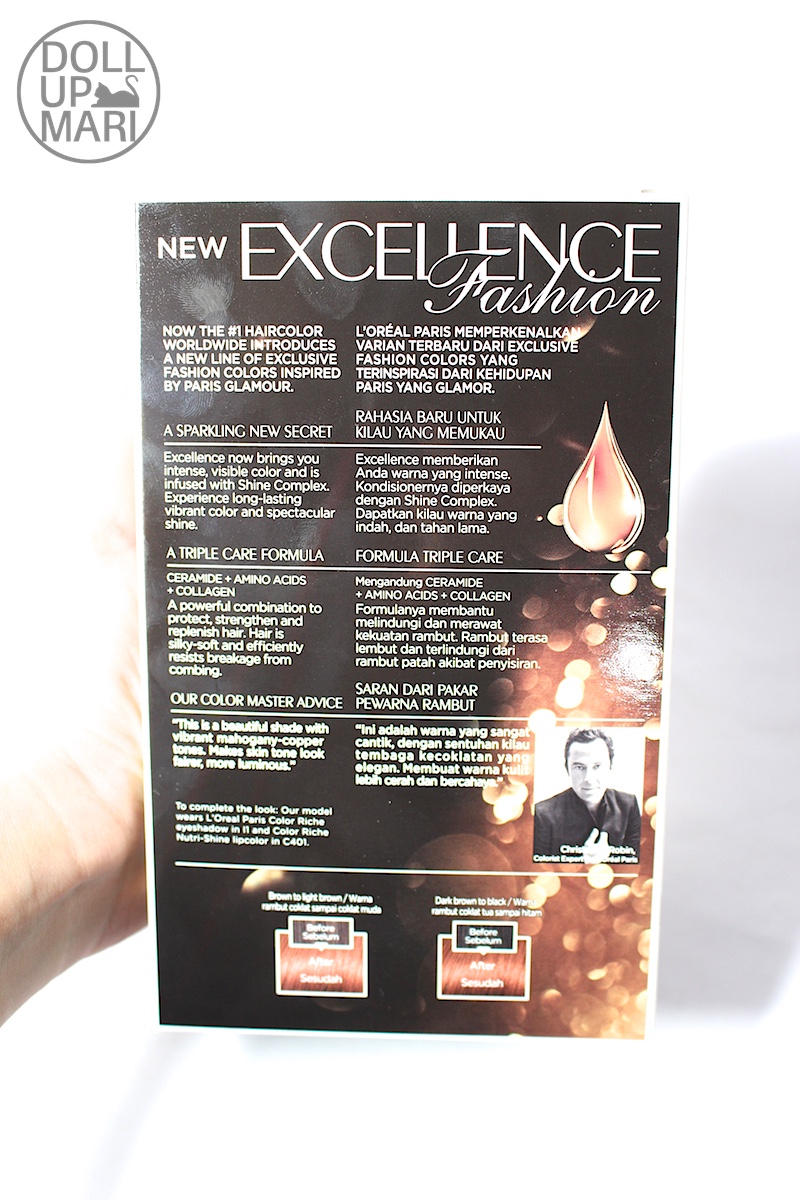 DOLL
UP
MARI
NEW EXCELLENCE
Fashion
NOW THE #1 HAIRCOLOR
WORLDWIDE INTRODUCES
A NEW LINE OF EXCLUSIVE
FASHION COLORS INSPIRED
BY PARIS GLAMOUR.
L'ORÉAL PARIS MEMPERKENALKAN
VARIAN TERBARU DARI EXCLUSIVE
FASHION COLORS YANG
TERINSPIRASI DARI KEHIDUPAN
PARIS YANG GLAMOR.
A SPARKLING NEW SECRET
RAHASIA BARU UNTUK
KILAU YANG MEMUKAU
Excellence now brings you
intense, visible color and is
infused with Shine Complex.
Experience long-lasting
vibrant color and spectacular
shine.
Excellence memberikan
Anda warna yang intense.
Kondisionernya diperkaya
dengan Shine Complex.
Dapatkan kilau warna yang
indah, dan tahan lama.
A TRIPLE CARE FORMULA
FORMULA TRIPLE CARE
CERAMIDE + AMINO ACIDS
+ COLLAGEN
A powerful combination to
protect, strengthen and
replenish hair. Hair is
silky-soft and efficiently
resists breakage from
combing.
Mengandung CERAMIDE
+ AMINO ACIDS + COLLAGEN
Formulanya membantu
melindungi dan merawat
kekuatan rambut. Rambut terasa
lembut dan terlindungi dari
rambut patah akibat penyisiran.
OUR COLOR MASTER ADVICE
SARAN DARI PAKAR
PEWARNA RAMBUT
"This is a beautiful shade with
vibrant mahogany-copper
tones. Makes skin tone look
fairer, more luminous."
"Ini adalah warna yang sangat
cantik, dengan sentuhan kilau
tembaga kecoklatan yang
elegan. Membuat warna kulit
lebih cerah dan bercahaya."
To complete the look: Our model
wears L'Oreal Paris Color Riche
eyeshadow in I1 and Color Riche
Nutri-Shine lipcolor in C401.
Robin,
Colorist Expert Paris
Brown to light brown / Warna
rambut coklat sampai coklat muda
Before
Sebelum
After
Sesudah
Dark brown to black / Warna
rambut coklat tua sampai hitam
Before
Sebelum
After
Sesudah